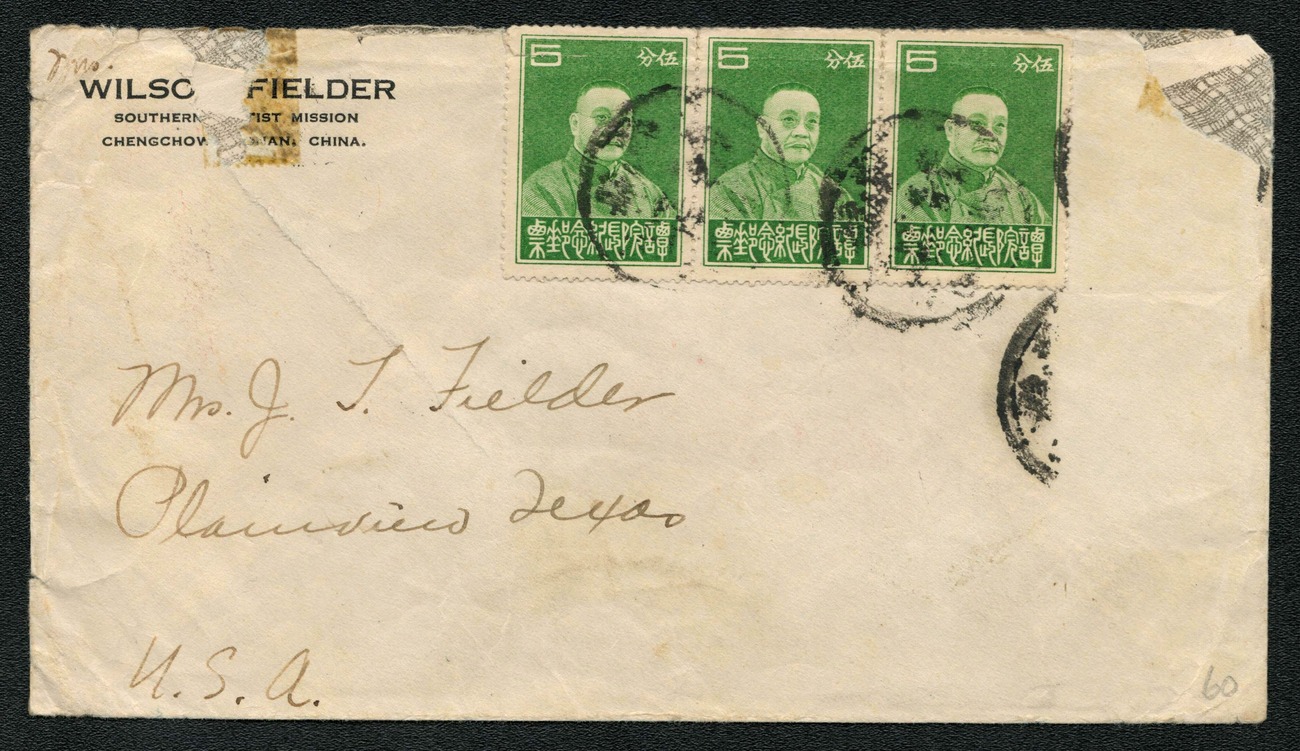 Mrs.
WILSO FIELDER
SOUTHERN IST MISSION
CHENGCHOW NAN, CHINA.
5 分伍
5 分伍
5 分伍
票郵念紀長院譚
票郵念紀長院譚
票郵念紀長院譚
Mrs. J. T. Fielder
Plainview Texas
U. S. A.
60